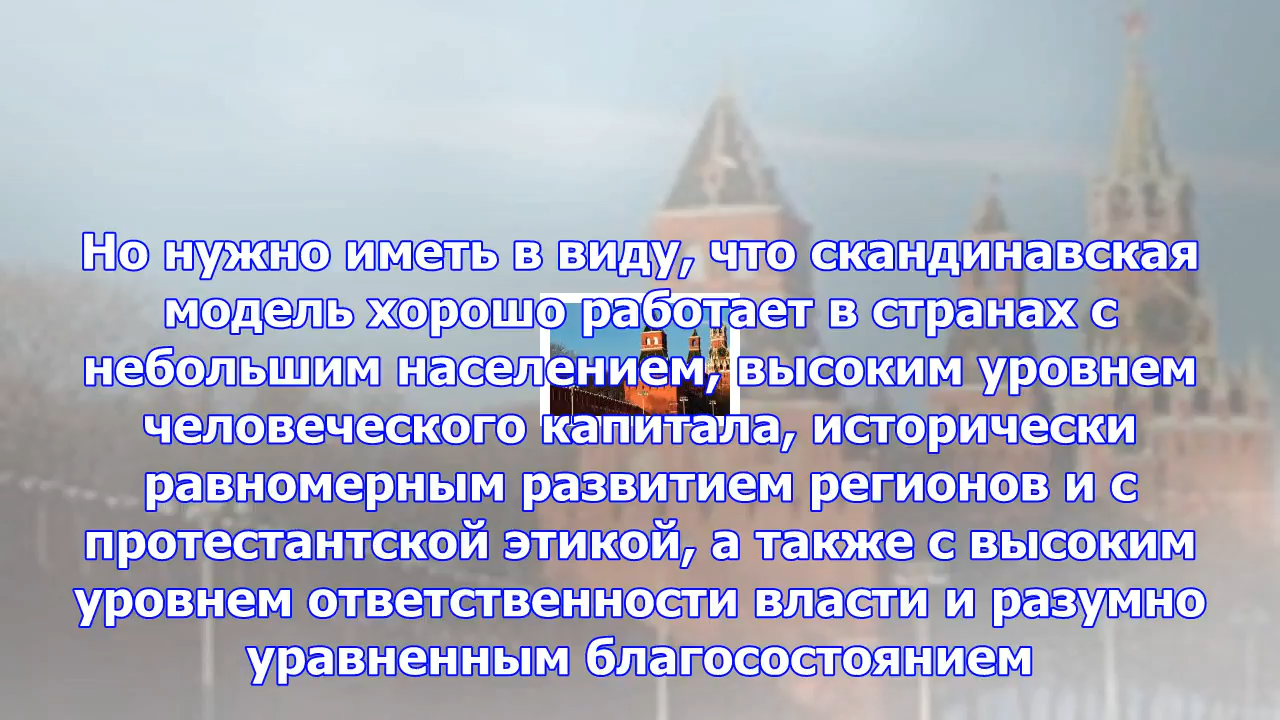 Но нужно иметь в виду, что скандинавская
модель хорошо работает в странах с
небольшим населением, высоким уровнем
человеческого капитала, исторически
равномерным развитием регионов и с
протестантской этикой, а также с высоким
уровнем ответственности власти и разумно
уравненным благосостоянием